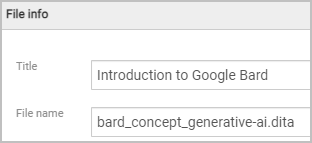 File info
Title
Introduction to Google Bard
File name
bard_concept_generative-ai.dita